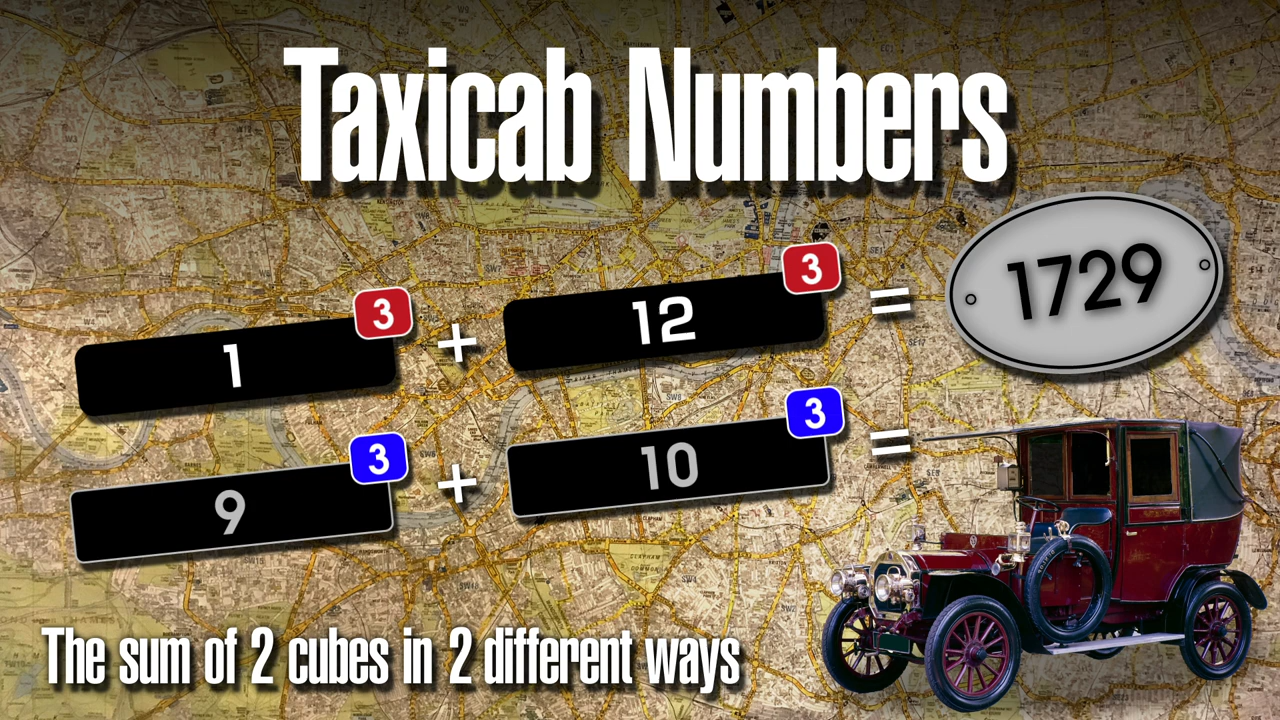 Taxicab Numbers
1 3 + 12 3 = 1729
9 3 + 10 3 =
The sum of 2 cubes in 2 different ways